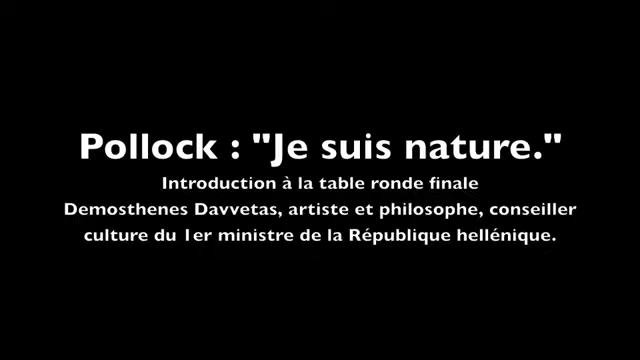 Pollock : "Je suis nature."
Introduction à la table ronde finale
Demosthenes Davvetas, artiste et philosophe, conseiller
culture du 1er ministre de la République hellénique.